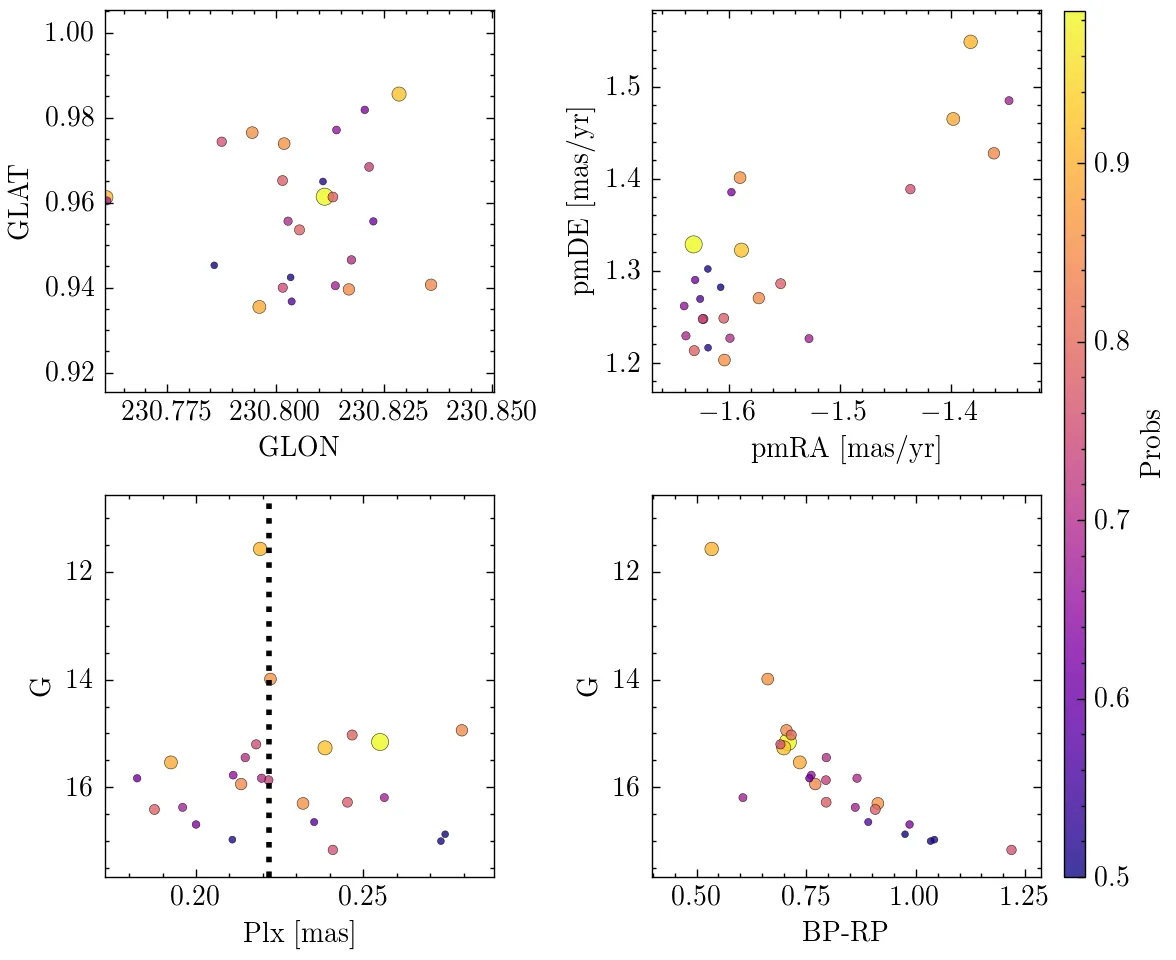 1.00
0.98
0.96
0.94
0.92
GLAT
230.775 230.800 230.825 230.850
GLON
1.5
1.4
1.3
1.2
pmDE [mas/yr]
−1.6 −1.5 −1.4
pmRA [mas/yr]
12
14
16
G
0.20 0.25
Plx [mas]
12
14
16
G
0.50 0.75 1.00 1.25
BP-RP
0.9
0.8
0.7
0.6
0.5
Probs